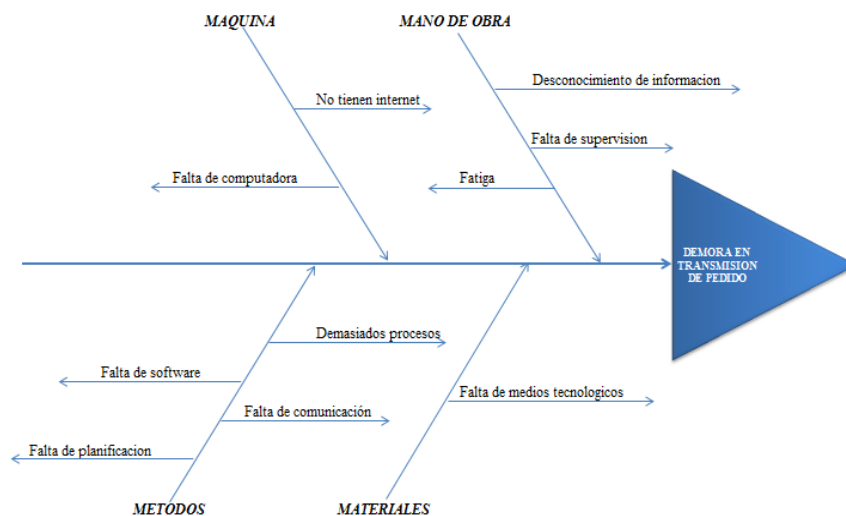 MAQUINA
MANO DE OBRA
Desconocimiento de informacion
No tienen internet
Falta de supervision
Falta de computadora
Fatiga
DEMORA EN
TRANSMISION
DE PEDIDO
Demasiados procesos
Falta de software
Falta de medios tecnologicos
Falta de comunicación
Falta de planificacion
METODOS
MATERIALES